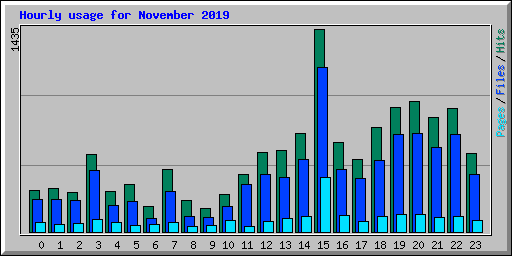 Hourly usage for November 2019
1435
Pages/Files/Hits
0 1 2 3 4 5 6 7 8 9 10 11 12 13 14 15 16 17 18 19 20 21 22 23